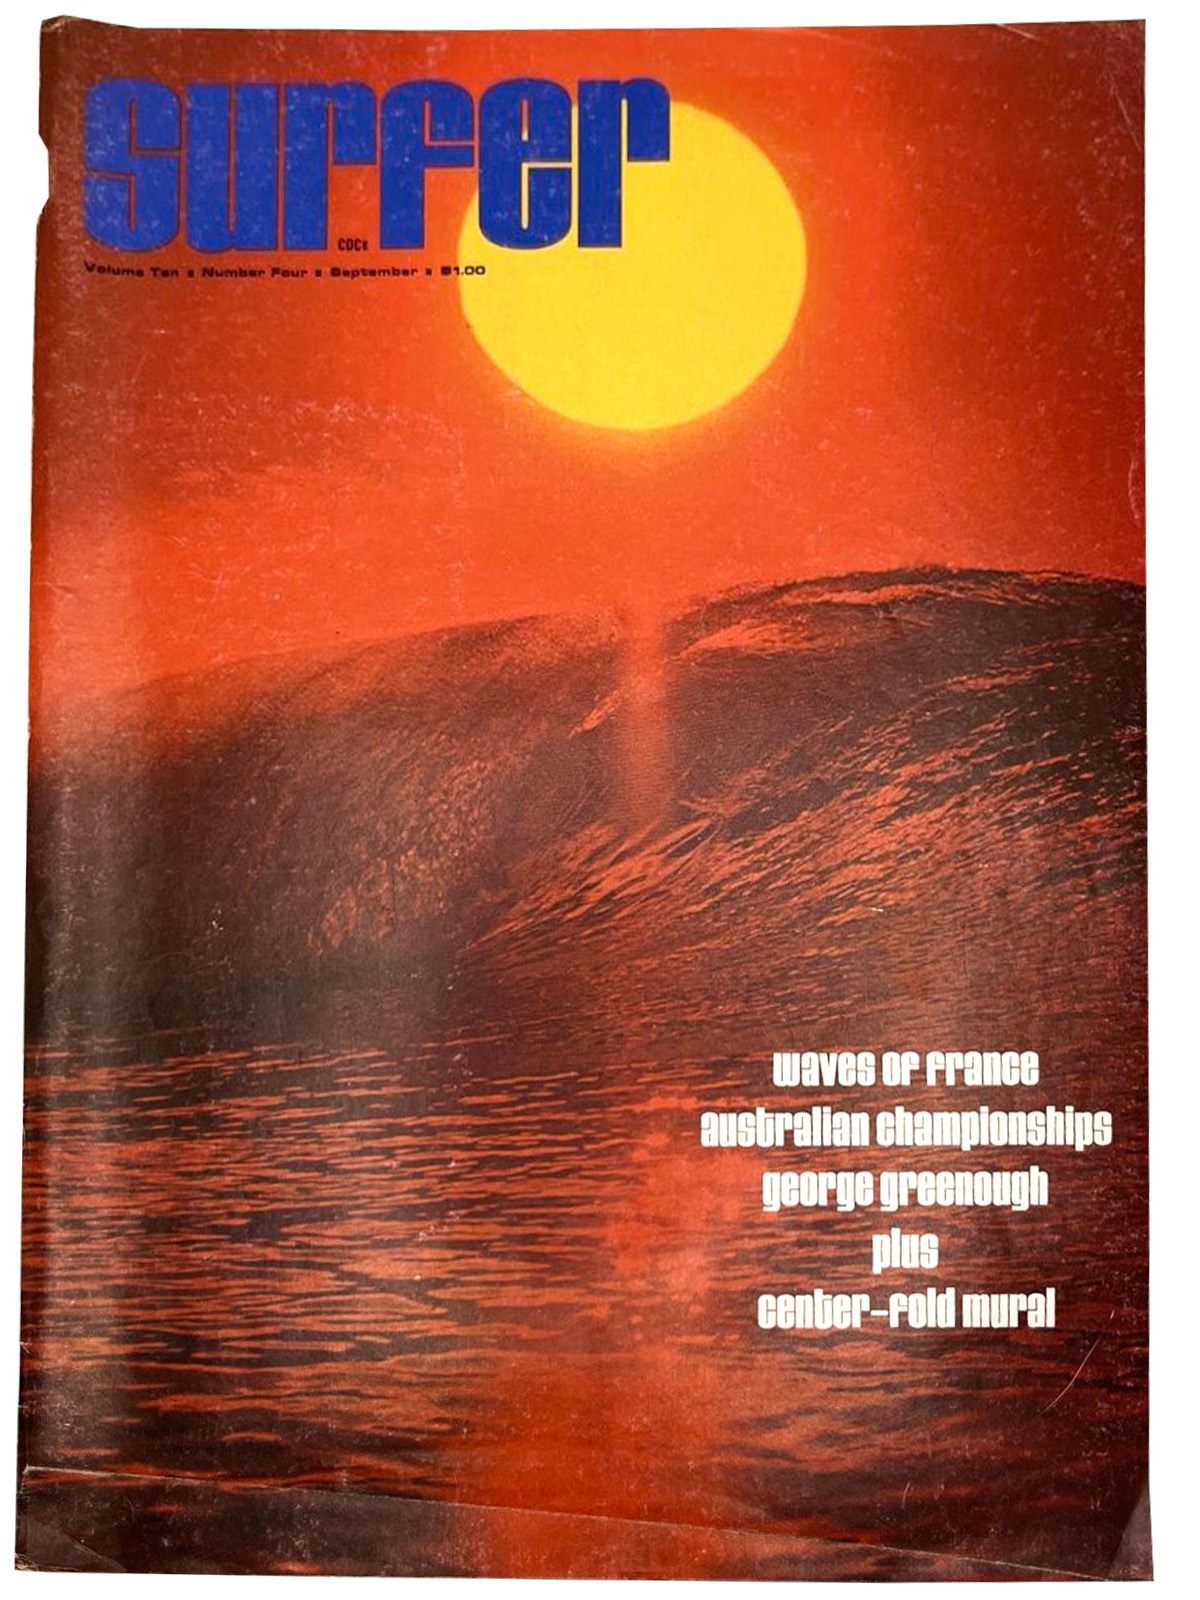 surfer
CDCs
Volume Ten ■ Number Four ■ September ■ $1.00
waves of france
australian championships
george greenough
plus
center-fold mural